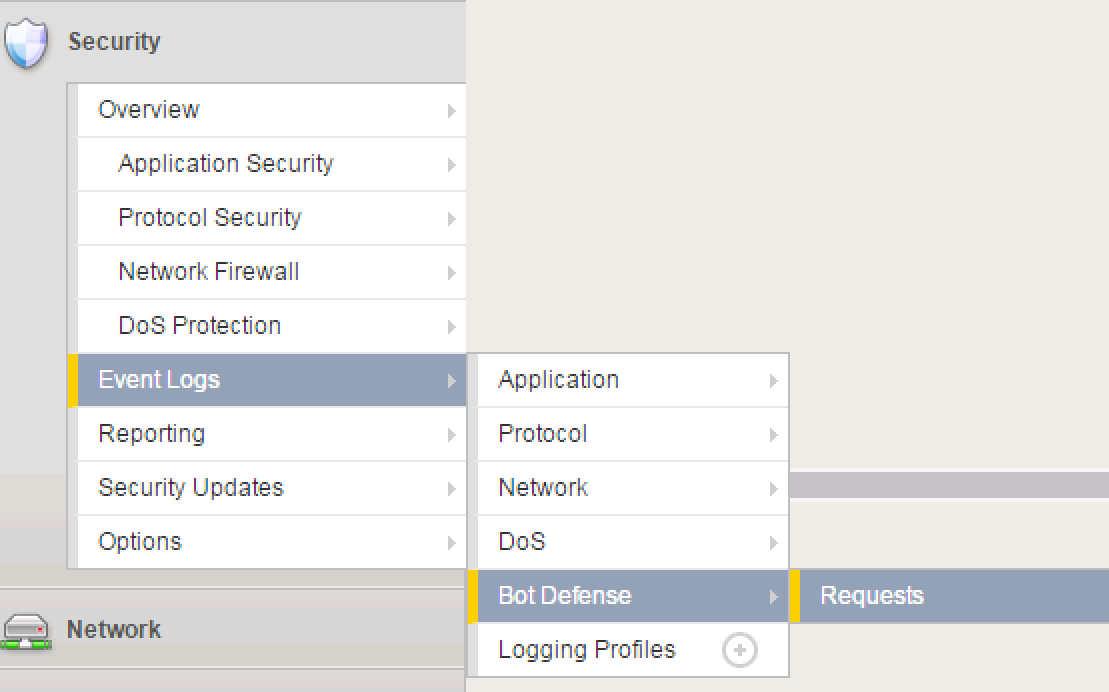 Security
Overview
Application Security
Protocol Security
Network Firewall
DoS Protection
Event Logs
Reporting
Security Updates
Options
Application
Protocol
Network
DoS
Bot Defense
Logging Profiles
Requests
Network